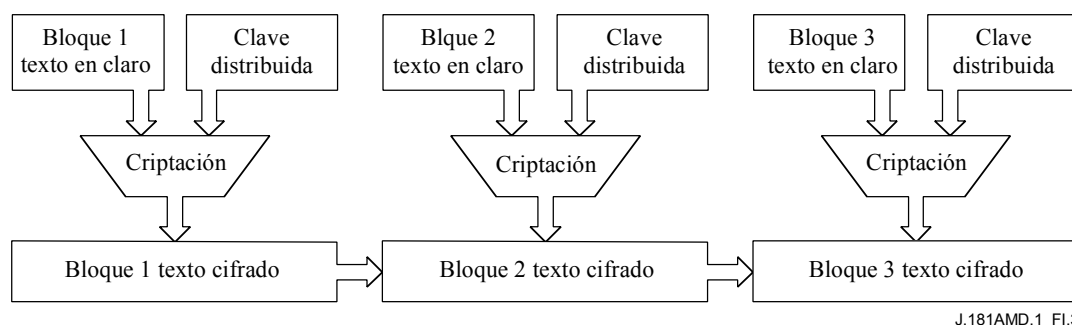 Bloque 1
texto en claro
Clave
distribuida
Blque 2
texto en claro
Clave
distribuida
Bloque 3
texto en claro
Clave
distribuida
Criptación
Criptación
Criptación
Bloque 1 texto cifrado
Bloque 2 texto cifrado
Bloque 3 texto cifrado
J.181AMD.1_FI.3